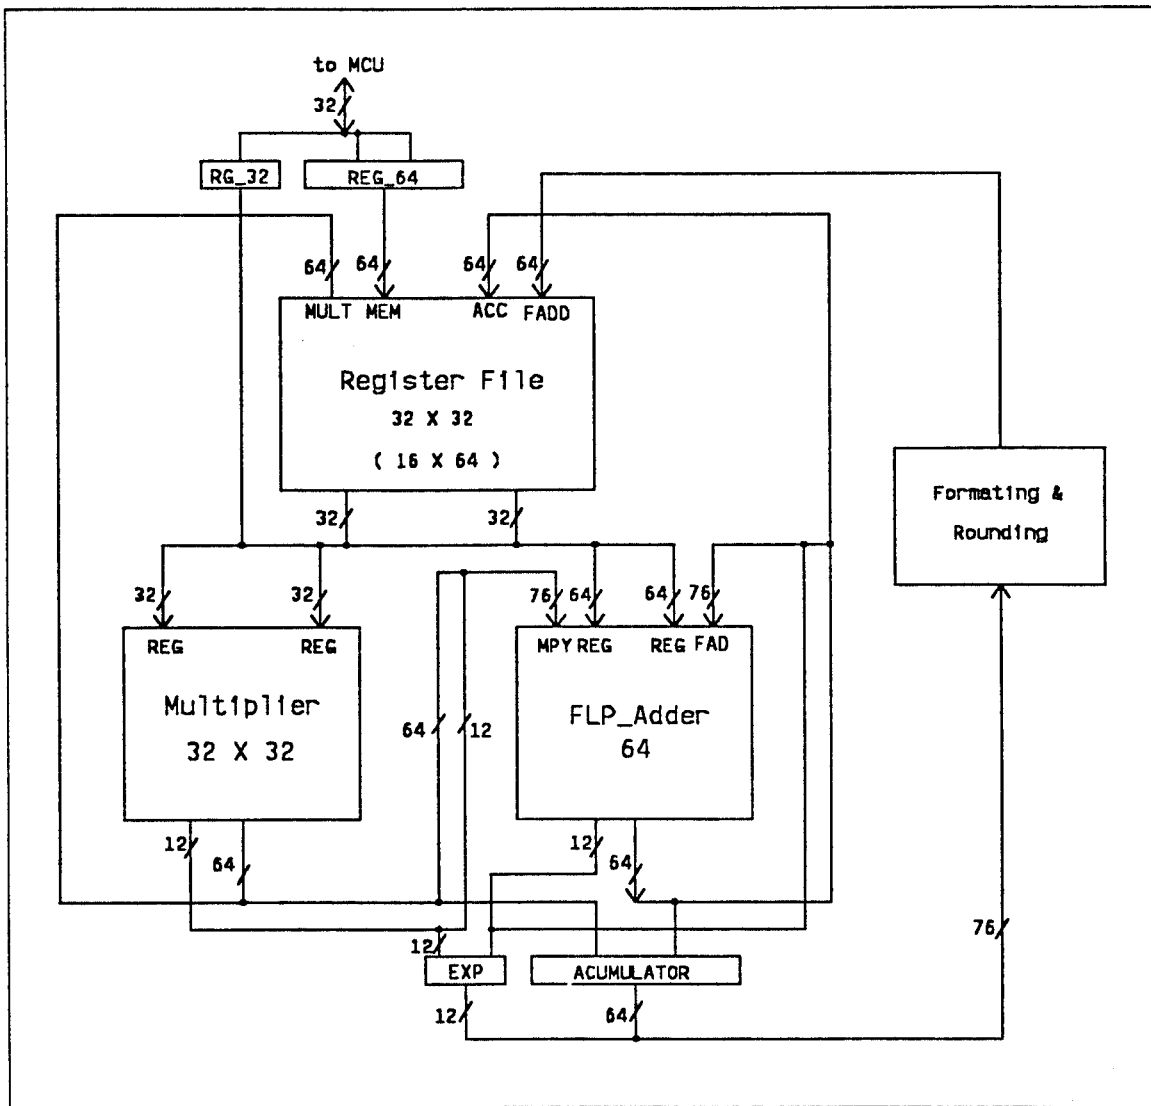 to MCU
32
RG_32
REG_64
64
64
64
64
MULT
MEM
ACC
FADD
Register File
32 X 32
( 16 X 64 )
32
32
Formating &
Rounding
32
32
76
64
64
76
REG
REG
MPY
REG
REG
FAD
Multiplier
32 X 32
64
12
FLP_Adder
64
12
64
12
64
12
76
EXP
ACUMULATOR
12
64